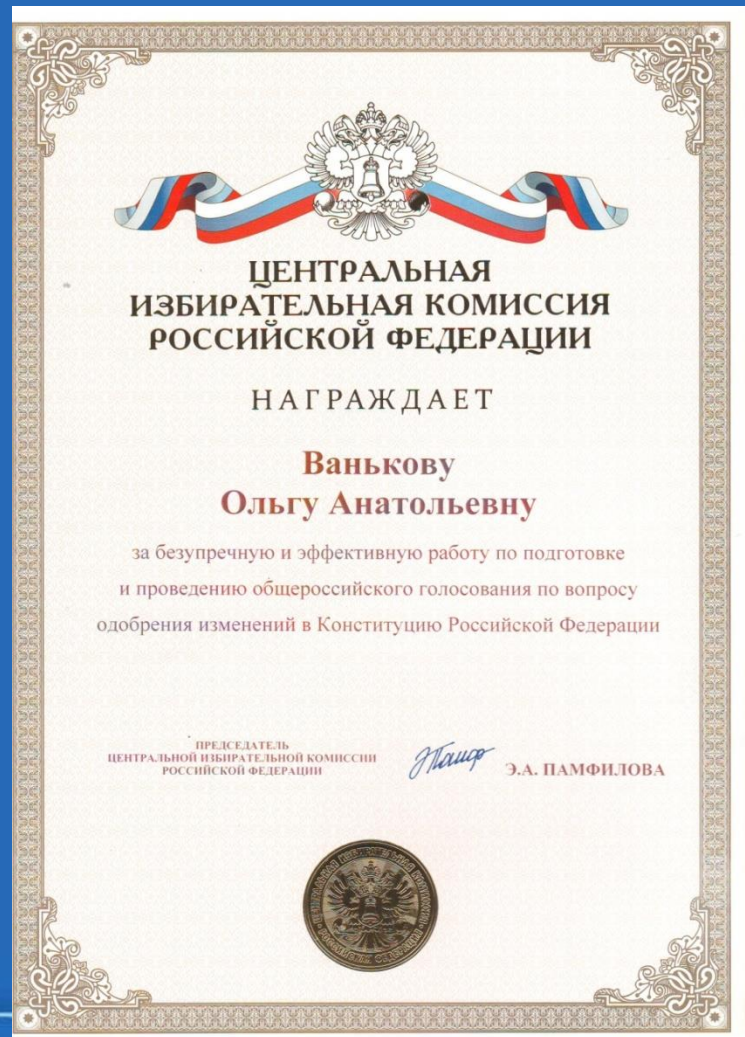 ЦЕНТРАЛЬНАЯ
ИЗБИРАТЕЛЬНАЯ КОМИССИЯ
РОССИЙСКОЙ ФЕДЕРАЦИИ
НАГРАЖДАЕТ
Ванькову
Ольгу Анатольевну
за безупречную и эффективную работу по подготовке
и проведению общероссийского голосования по вопросу
одобрения изменений в Конституцию Российской Федерации
ПРЕДСЕДАТЕЛЬ
ЦЕНТРАЛЬНОЙ ИЗБИРАТЕЛЬНОЙ КОМИССИИ
РОССИЙСКОЙ ФЕДЕРАЦИИ
Э.А. ПАМФИЛОВА